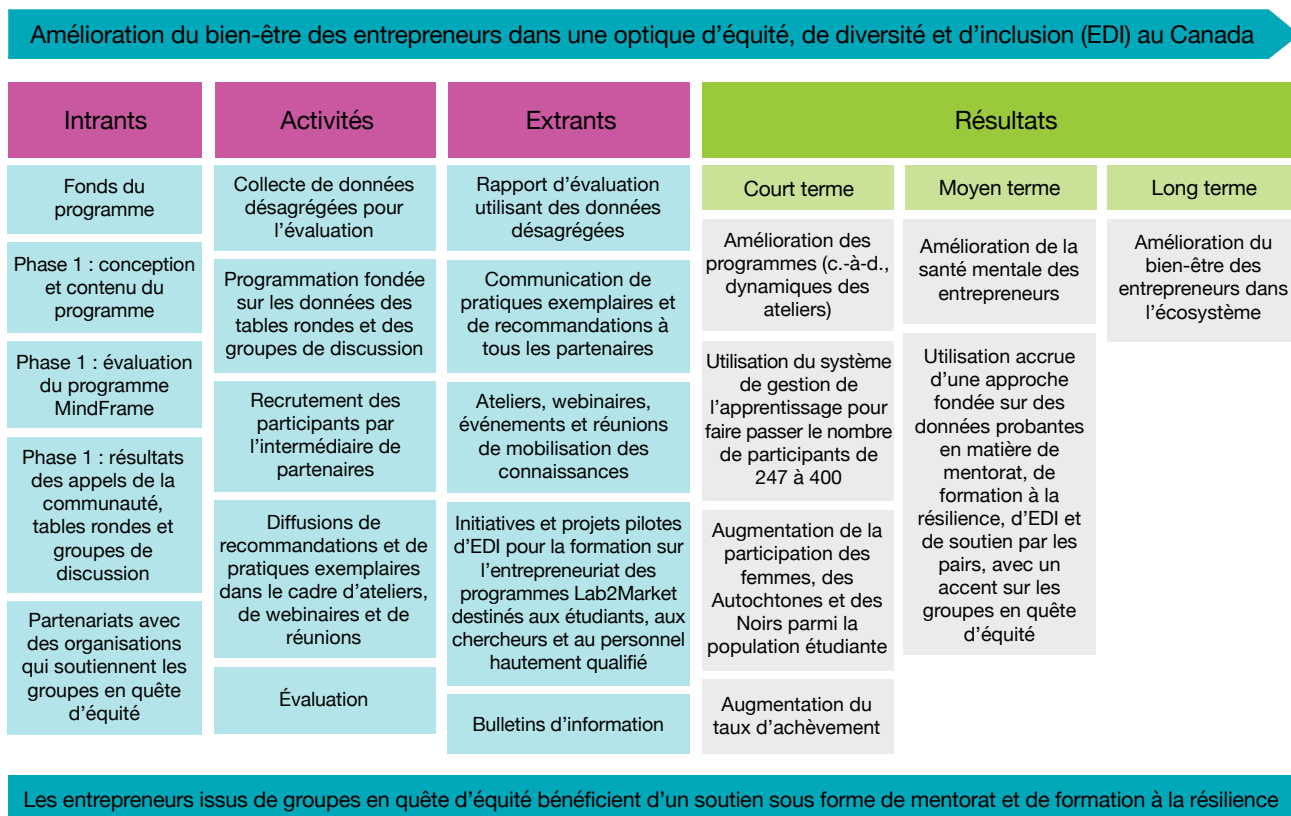 Amélioration du bien-être des entrepreneurs dans une optique d’équité, de diversité et d’inclusion (EDI) au Canada
Intrants
Fonds du
programme
Phase 1 : conception
et contenu du
programme
Phase 1 : évaluation
du programme
MindFrame
Phase 1 : résultats
des appels de la
communauté,
tables rondes et
groupes de
discussion
Partenariats avec
des organisations
qui soutiennent les
groupes en quête
d’équité
Activités
Collecte de données
désagrégées pour
l’évaluation
Programmation fondée
sur les données des
tables rondes et des
groupes de discussion
Recrutement des
participants par
l’intermédiaire de
partenaires
Diffusions de
recommandations et de
pratiques exemplaires
dans le cadre d’ateliers,
de webinaires et de
réunions
Évaluation
Extrants
Rapport d’évaluation
utilisant des données
désagrégées
Communication de
pratiques exemplaires et
de recommandations à
tous les partenaires
Ateliers, webinaires,
événements et réunions
de mobilisation des
connaissances
Initiatives et projets pilotes
d’EDI pour la formation sur
l’entrepreneuriat des
programmes Lab2Market
destinés aux étudiants, aux
chercheurs et au personnel
hautement qualifié
Bulletins d’information
Résultats
Court terme
Amélioration des
programmes (c.-à-d.,
dynamiques des
ateliers)
Utilisation du système
de gestion de
l’apprentissage pour
faire passer le nombre
de participants de
247 à 400
Augmentation de la
participation des
femmes, des
Autochtones et des
Noirs parmi la
population étudiante
Augmentation du
taux d’achèvement
Moyen terme
Amélioration de la
santé mentale des
entrepreneurs
Utilisation accrue
d’une approche
fondée sur des
données probantes
en matière de
mentorat, de
formation à la
résilience, d’EDI et
de soutien par les
pairs, avec un
accent sur les
groupes en quête
d’équité
Long terme
Amélioration du
bien-être des
entrepreneurs dans
l’écosystème
Les entrepreneurs issus de groupes en quête d’équité bénéficient d’un soutien sous forme de mentorat et de formation à la résilience